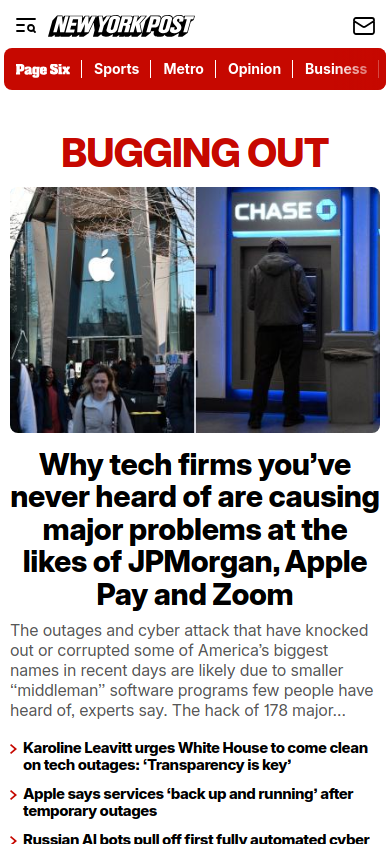 NEW YORK POST
Page Six
Sports
Metro
Opinion
Business
BUGGING OUT
CHASE
Why tech firms you’ve
never heard of are causing
major problems at the
likes of JPMorgan, Apple
Pay and Zoom
The outages and cyber attack that have knocked
out or corrupted some of America’s biggest
names in recent days are likely due to smaller
“middleman” software programs few people have
heard of, experts say. The hack of 178 major...
Karoline Leavitt urges White House to come clean
on tech outages: ‘Transparency is key’
Apple says services ‘back up and running’ after
temporary outages
Russian AI bots pull off first fully automated cyber